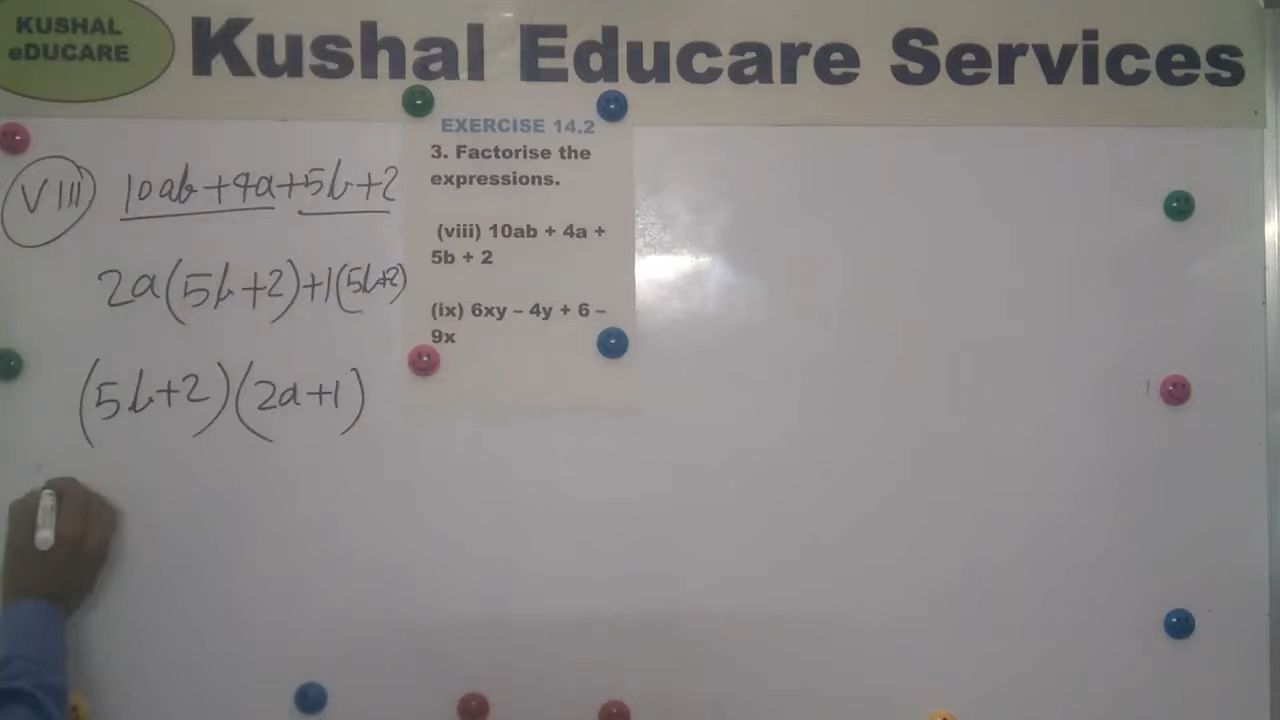 KUSHAL
eDUCARE
Kushal Educare Services
EXERCISE 14.2
3. Factorise the
expressions.
(viii) 10ab + 4a +
5b + 2
(ix) 6xy – 4y + 6 –
9x
VIII 10ab+4a+5b+2
2a(5b+2)+1(5b+2)
(5b+2)(2a+1)